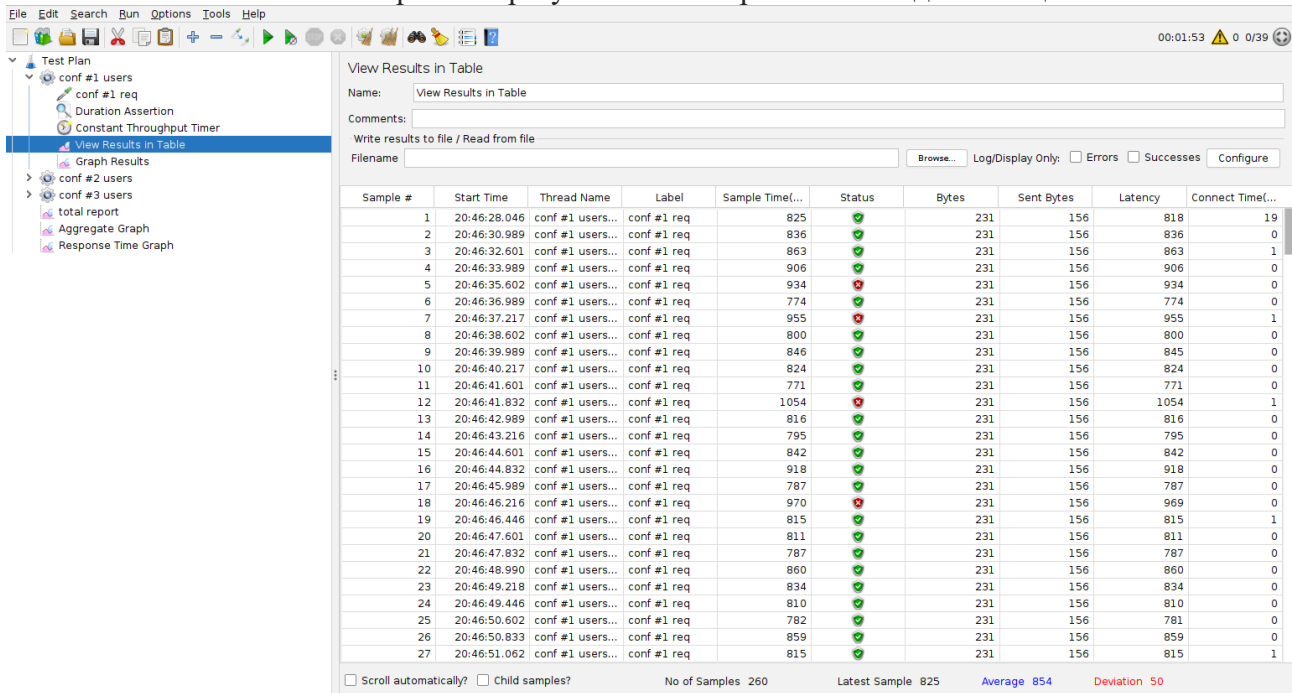 File Edit Search Run Options Tools Help
00:01:53 0 0/39
Test Plan
conf #1 users
conf #1 req
Duration Assertion
Constant Throughput Timer
View Results in Table
Graph Results
conf #2 users
conf #3 users
total report
Aggregate Graph
Response Time Graph
View Results in Table
Name: View Results in Table
Comments:
Write results to file / Read from file
Filename Browse... Log/Display Only: Errors Successes Configure
Sample # Start Time Thread Name Label Sample Time(... Status Bytes Sent Bytes Latency Connect Time(...
1 20:46:28.046 conf #1 users... conf #1 req 825 231 156 818 19
2 20:46:30.989 conf #1 users... conf #1 req 836 231 156 836 0
3 20:46:32.601 conf #1 users... conf #1 req 863 231 156 863 1
4 20:46:33.989 conf #1 users... conf #1 req 906 231 156 906 0
5 20:46:35.602 conf #1 users... conf #1 req 934 231 156 934 0
6 20:46:36.989 conf #1 users... conf #1 req 774 231 156 774 0
7 20:46:37.217 conf #1 users... conf #1 req 955 231 156 955 1
8 20:46:38.602 conf #1 users... conf #1 req 800 231 156 800 0
9 20:46:39.989 conf #1 users... conf #1 req 846 231 156 845 0
10 20:46:40.217 conf #1 users... conf #1 req 824 231 156 824 0
11 20:46:41.601 conf #1 users... conf #1 req 771 231 156 771 0
12 20:46:41.832 conf #1 users... conf #1 req 1054 231 156 1054 1
13 20:46:42.989 conf #1 users... conf #1 req 816 231 156 816 0
14 20:46:43.216 conf #1 users... conf #1 req 795 231 156 795 0
15 20:46:44.601 conf #1 users... conf #1 req 842 231 156 842 0
16 20:46:44.832 conf #1 users... conf #1 req 918 231 156 918 0
17 20:46:45.989 conf #1 users... conf #1 req 787 231 156 787 0
18 20:46:46.216 conf #1 users... conf #1 req 970 231 156 969 0
19 20:46:46.446 conf #1 users... conf #1 req 815 231 156 815 1
20 20:46:47.601 conf #1 users... conf #1 req 811 231 156 811 0
21 20:46:47.832 conf #1 users... conf #1 req 787 231 156 787 0
22 20:46:48.990 conf #1 users... conf #1 req 860 231 156 860 0
23 20:46:49.218 conf #1 users... conf #1 req 834 231 156 834 0
24 20:46:49.446 conf #1 users... conf #1 req 810 231 156 810 0
25 20:46:50.602 conf #1 users... conf #1 req 782 231 156 781 0
26 20:46:50.833 conf #1 users... conf #1 req 859 231 156 859 0
27 20:46:51.062 conf #1 users... conf #1 req 815 231 156 815 1
Scroll automatically? Child samples? No of Samples 260 Latest Sample 825 Average 854 Deviation 50